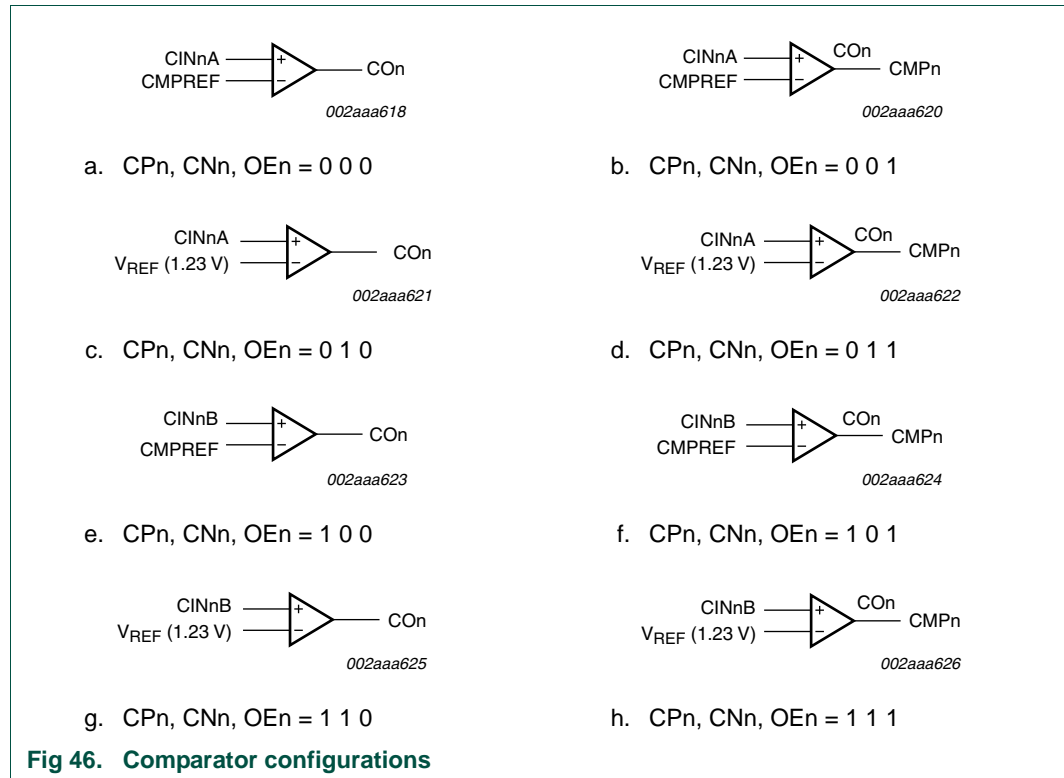 CINnA
CMPREF
+
−
COn
002aaa618
a. CPn, CNn, OEn = 0 0 0
CINnA
CMPREF
+
−
COn
CMPn
002aaa620
b. CPn, CNn, OEn = 0 0 1
CINnA
VREF (1.23 V)
+
−
COn
002aaa621
c. CPn, CNn, OEn = 0 1 0
CINnA
VREF (1.23 V)
+
−
COn
CMPn
002aaa622
d. CPn, CNn, OEn = 0 1 1
CINnB
CMPREF
+
−
COn
002aaa623
e. CPn, CNn, OEn = 1 0 0
CINnB
CMPREF
+
−
COn
CMPn
002aaa624
f. CPn, CNn, OEn = 1 0 1
CINnB
VREF (1.23 V)
+
−
COn
002aaa625
g. CPn, CNn, OEn = 1 1 0
CINnB
VREF (1.23 V)
+
−
COn
CMPn
002aaa626
h. CPn, CNn, OEn = 1 1 1
Fig 46. Comparator configurations